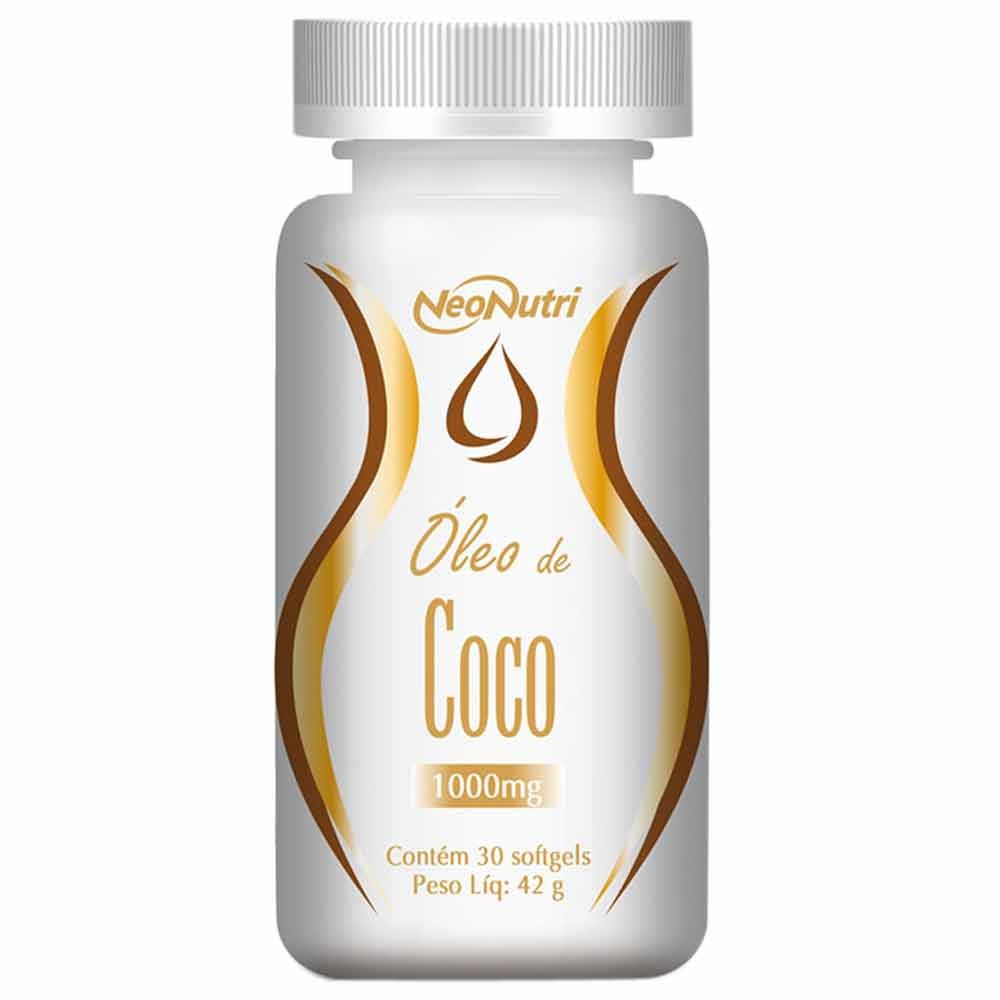 NeoNutri
Óleo de
Coco
1000mg
Contém 30 softgels
Peso Líq: 42 g